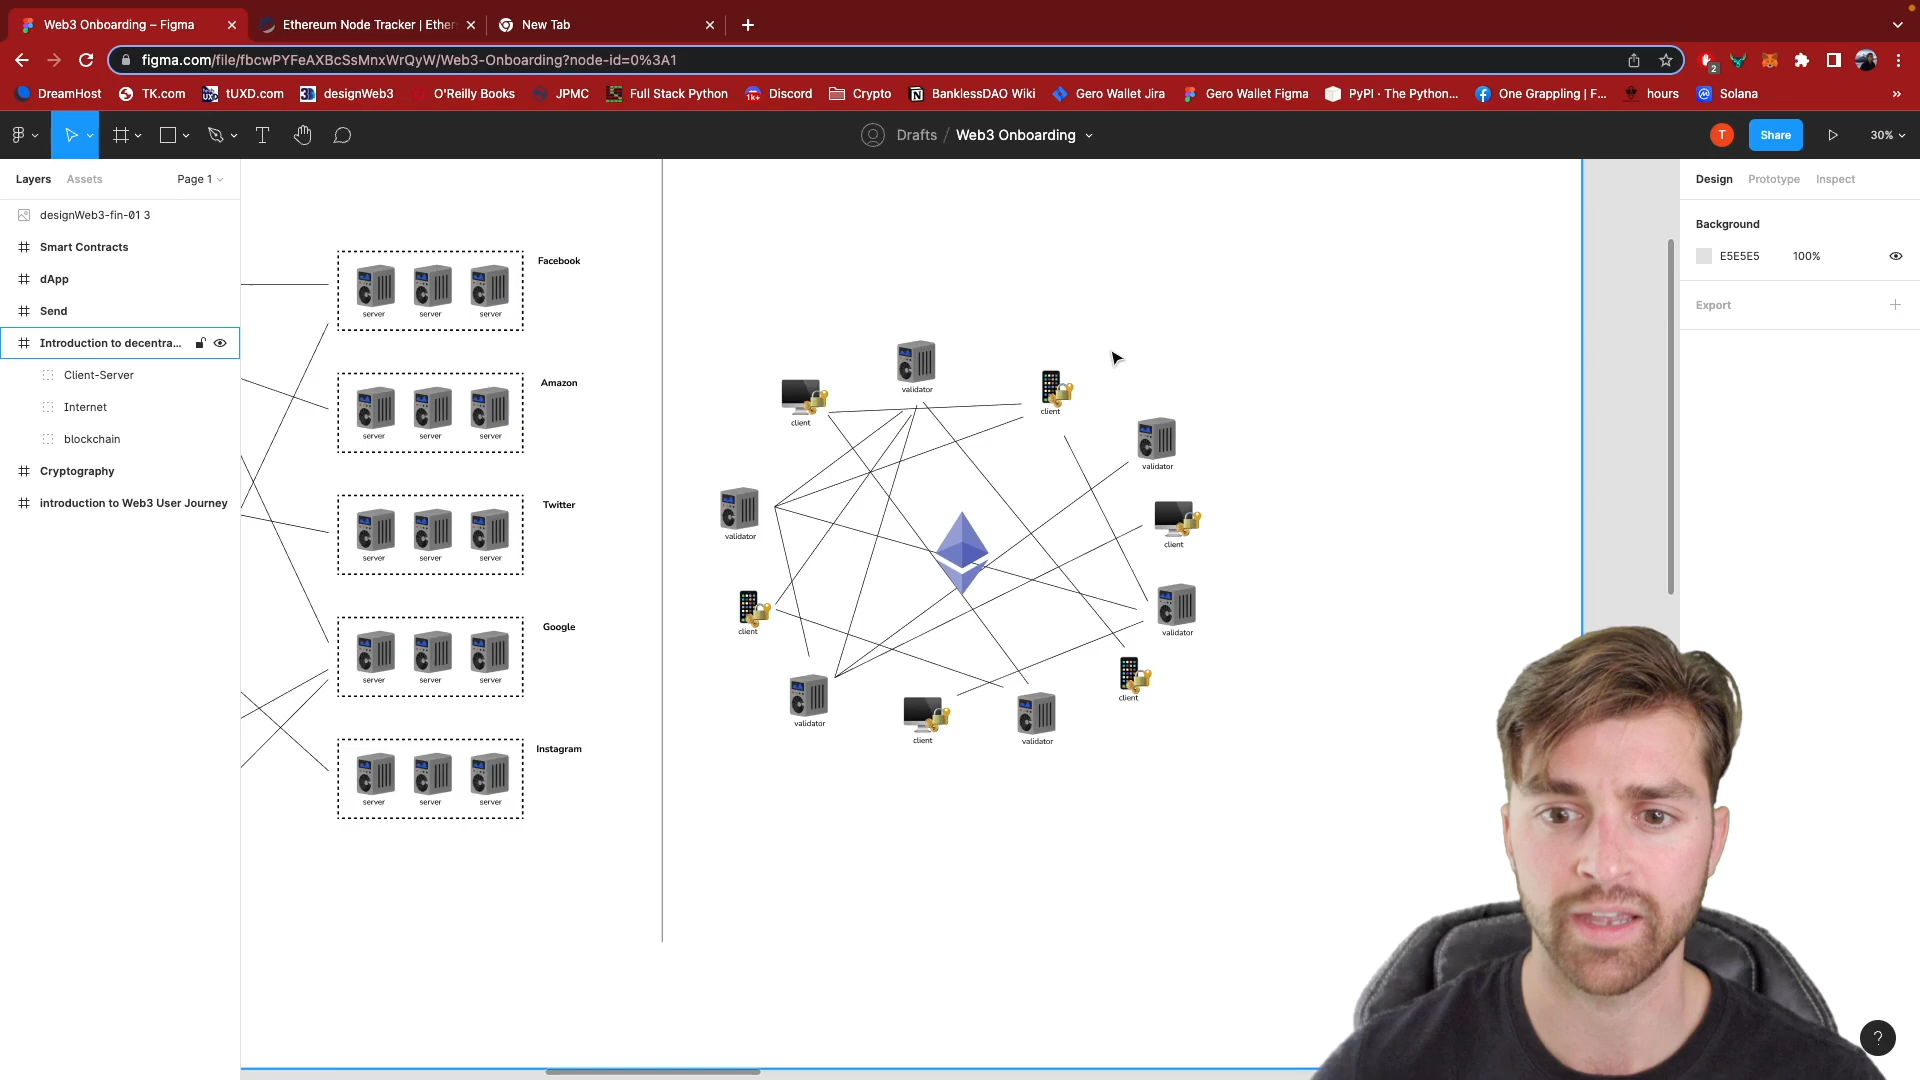 Web3 Onboarding – Figma
Ethereum Node Tracker | Ether
New Tab
figma.com/file/fbcwPYFeAXBcSsMnxWrQyW/Web3-Onboarding?node-id=0%3A1
2
DreamHost
TK.com
tUXD.com
designWeb3
O'Reilly Books
JPMC
Full Stack Python
1k+
Discord
Crypto
BanklessDAO Wiki
Gero Wallet Jira
Gero Wallet Figma
PyPI · The Python...
One Grappling | F...
hours
Solana
»
Drafts / Web3 Onboarding
T
Share
30%
Layers
Assets
Page 1
designWeb3-fin-01 3
Smart Contracts
dApp
Send
Introduction to decentra...
Client-Server
Internet
blockchain
Cryptography
introduction to Web3 User Journey
Facebook
server server server
Amazon
server server server
Twitter
server server server
Google
server server server
Instagram
server server server
validator
client
client
validator
validator
client
client
validator
client
validator
client
validator
Design
Prototype
Inspect
Background
E5E5E5
100%
Export
?